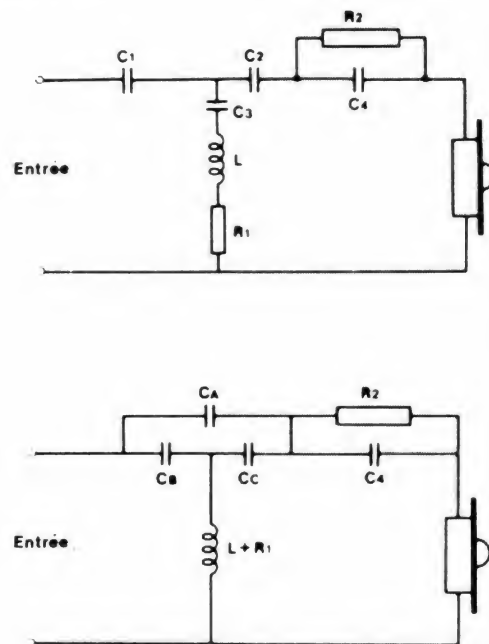 R2
C1
C2
C4
C3
Entrée
L
R1
CA
R2
CB
CC
C4
Entrée
L + R1